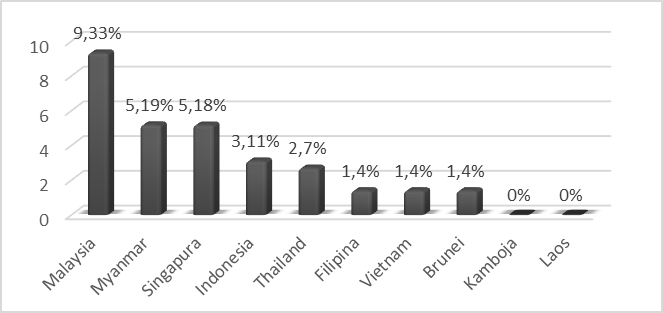 9,33%
5,19%
5,18%
3,11%
2,7%
1,4%
1,4%
1,4%
0%
0%
10
8
6
4
2
0
Malaysia
Myanmar
Singapura
Indonesia
Thailand
Filipina
Vietnam
Brunei
Kamboja
Laos